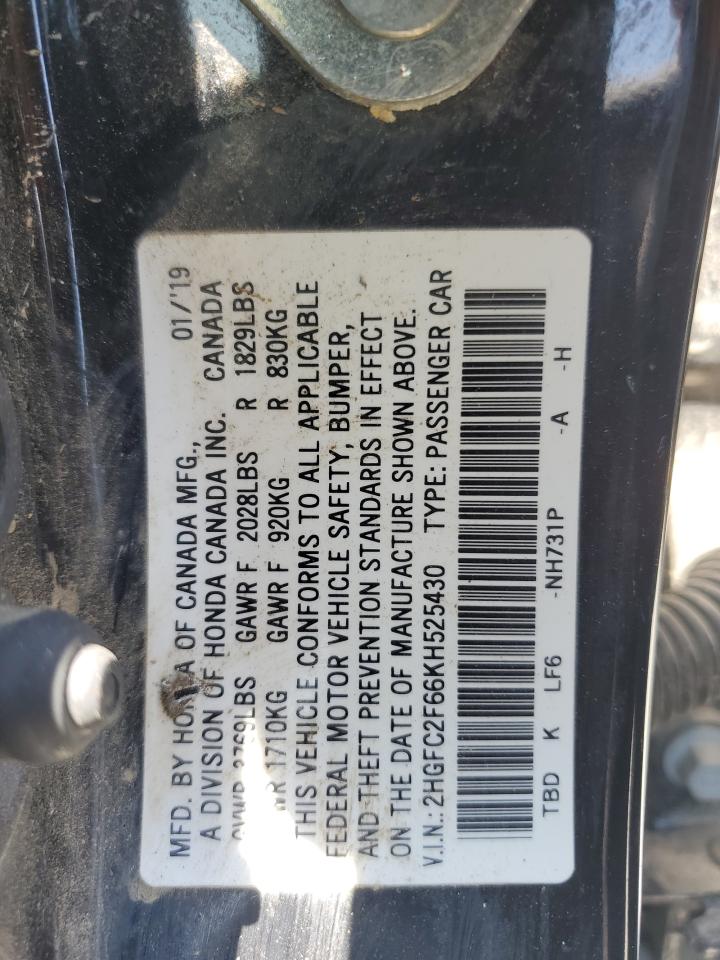 MFD. BY HONDA OF CANADA MFG., 01/'19
A DIVISION OF HONDA CANADA INC. CANADA
GVWR GAWR F 2028LBS R 1829LBS
1710KG GAWR F 920KG R 830KG
THIS VEHICLE CONFORMS TO ALL APPLICABLE
FEDERAL MOTOR VEHICLE SAFETY, BUMPER,
AND THEFT PREVENTION STANDARDS IN EFFECT
ON THE DATE OF MANUFACTURE SHOWN ABOVE.
V.I.N.: 2HGFC2F66KH525430 TYPE: PASSENGER CAR
TBD K LF6 -NH731P -A -H